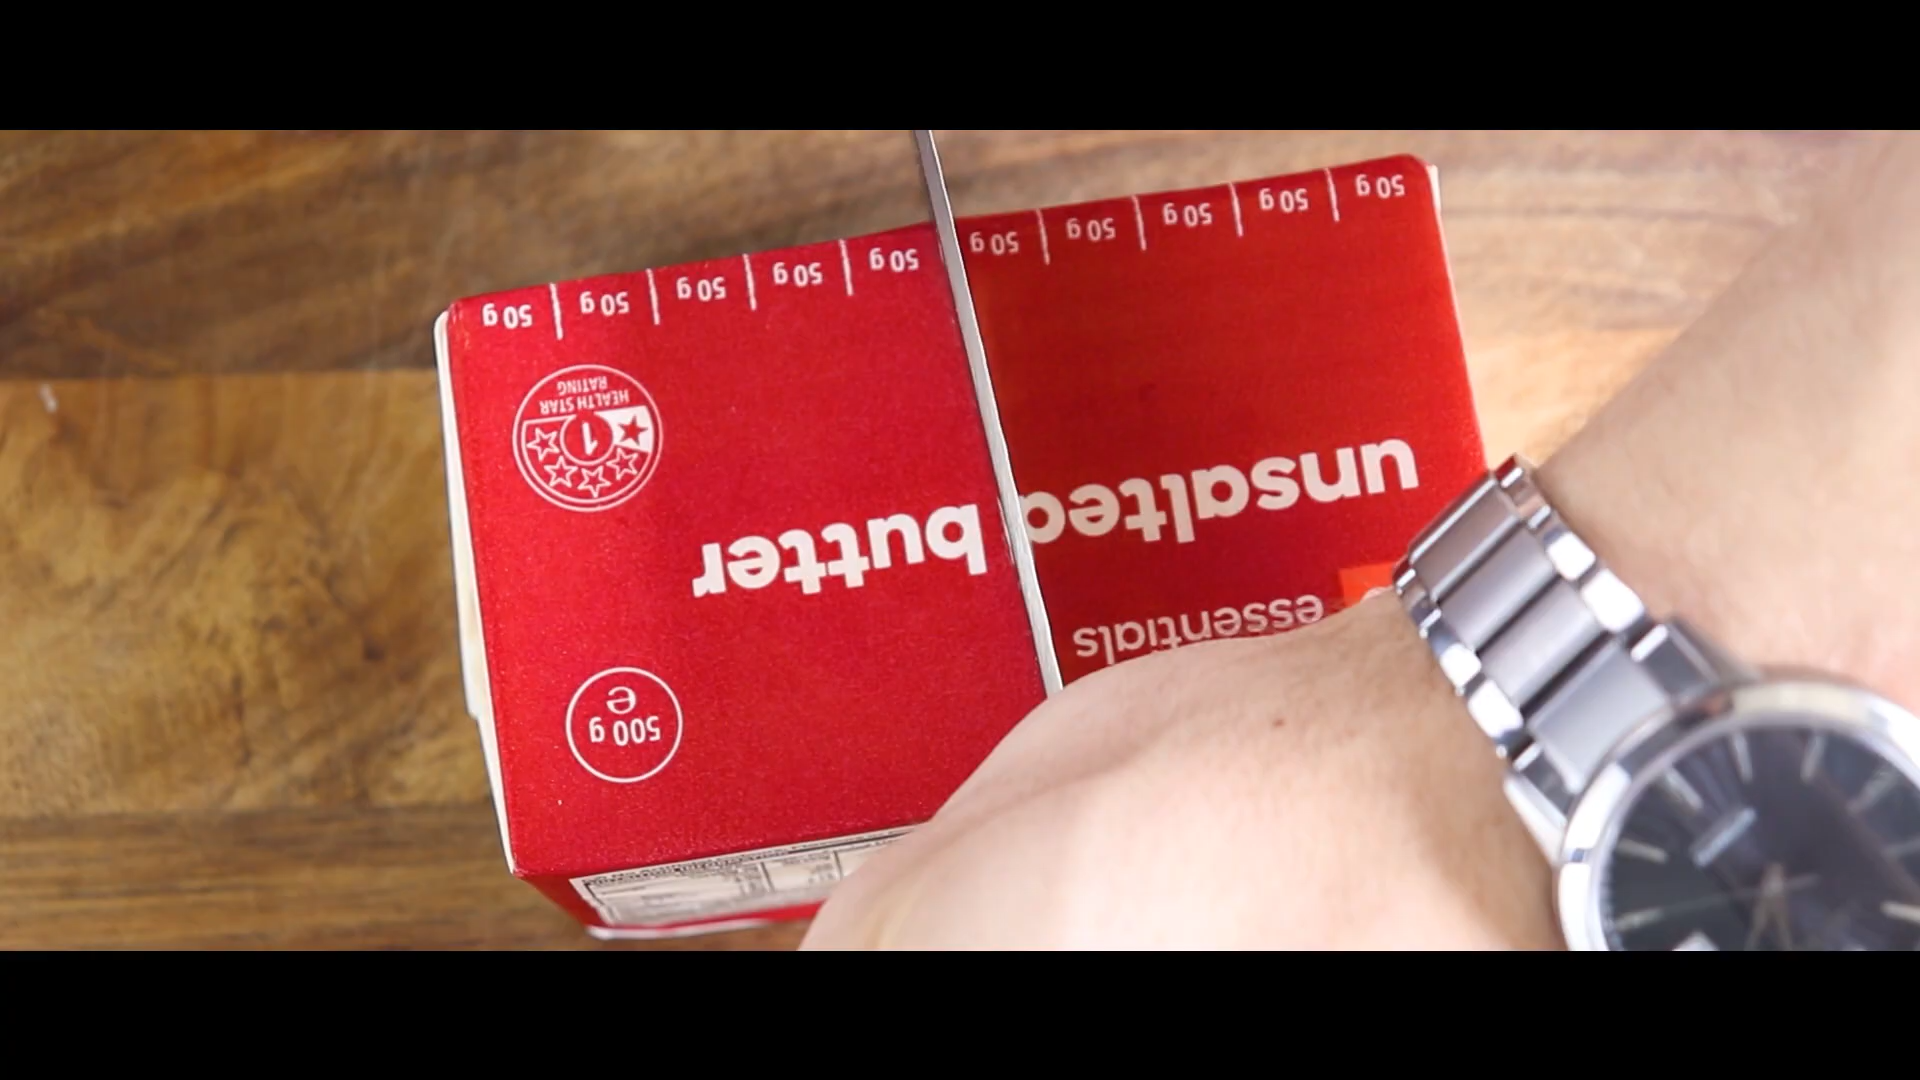 essentials
unsalted butter
500 g
e
1
HEALTH STAR
RATING
50 g 50 g 50 g 50 g 50 g 50 g 50 g 50 g 50 g 50 g